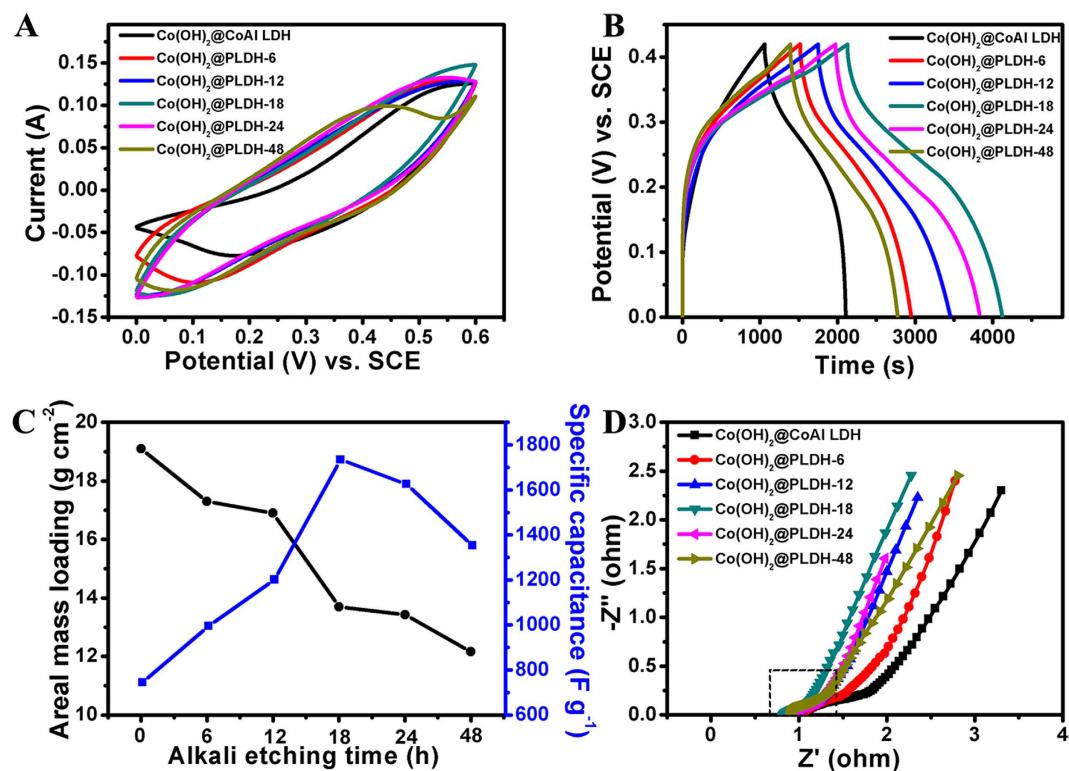 A
Co(OH)₂@CoAl LDH
Co(OH)₂@PLDH-6
Co(OH)₂@PLDH-12
Co(OH)₂@PLDH-18
Co(OH)₂@PLDH-24
Co(OH)₂@PLDH-48
Current (A)
0.15
0.10
0.05
0.00
-0.05
-0.10
-0.15
0.0 0.1 0.2 0.3 0.4 0.5 0.6
Potential (V) vs. SCE
B
Co(OH)₂@CoAl LDH
Co(OH)₂@PLDH-6
Co(OH)₂@PLDH-12
Co(OH)₂@PLDH-18
Co(OH)₂@PLDH-24
Co(OH)₂@PLDH-48
Potential (V) vs. SCE
0.4
0.3
0.2
0.1
0.0
0 1000 2000 3000 4000
Time (s)
C
Areal mass loading (g cm⁻²)
20
18
16
14
12
10
0 6 12 18 24 48
Alkali etching time (h)
1800
1600
1400
1200
1000
800
600
Specific capacitance (F g⁻¹)
D
Co(OH)₂@CoAl LDH
Co(OH)₂@PLDH-6
Co(OH)₂@PLDH-12
Co(OH)₂@PLDH-18
Co(OH)₂@PLDH-24
Co(OH)₂@PLDH-48
-Z'' (ohm)
3.0
2.5
2.0
1.5
1.0
0.5
0.0
0 1 2 3 4
Z' (ohm)